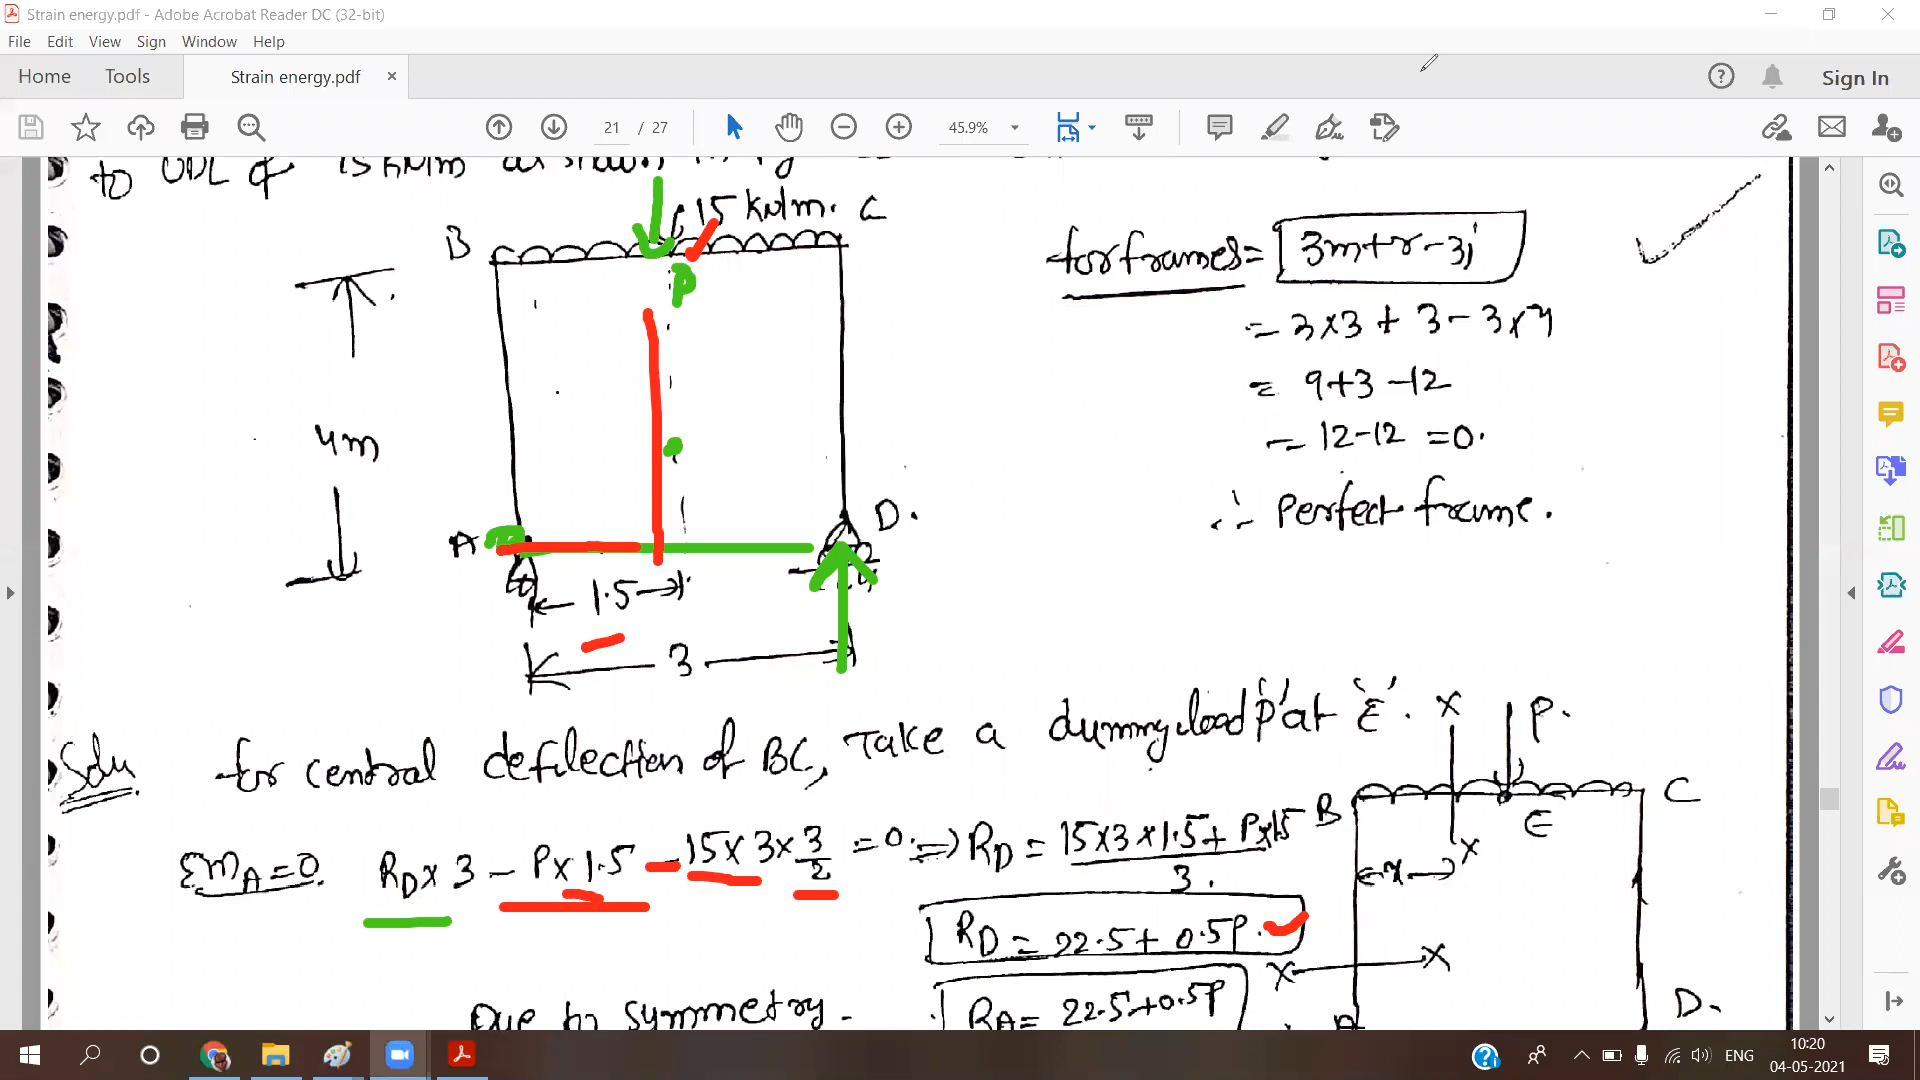 Strain energy.pdf - Adobe Acrobat Reader DC (32-bit)
File Edit View Sign Window Help
Home Tools Strain energy.pdf × Sign In
21 / 27 45.9%
to UDL of 15 kN/m as shown
15 kN/m. C
B
P
for frames = 3m+r-3j
= 3x3 + 3 - 3x4
= 9+3-12
= 12-12 = 0.
∴ Perfect frame.
4m
A
D.
1.5
3
Soln for central deflection of BC, Take a dummy load 'P' at 'E'.
ΣMA=0 RD x 3 - P x 1.5 - 15 x 3 x 3/2 = 0 => RD = 15x3x1.5 + Px1.5 / 3.
RD = 22.5 + 0.5P.
Due to symmetry. RA = 22.5+0.5P
X P.
B C
E
x X
X X
A D.
ENG
10:20
04-05-2021